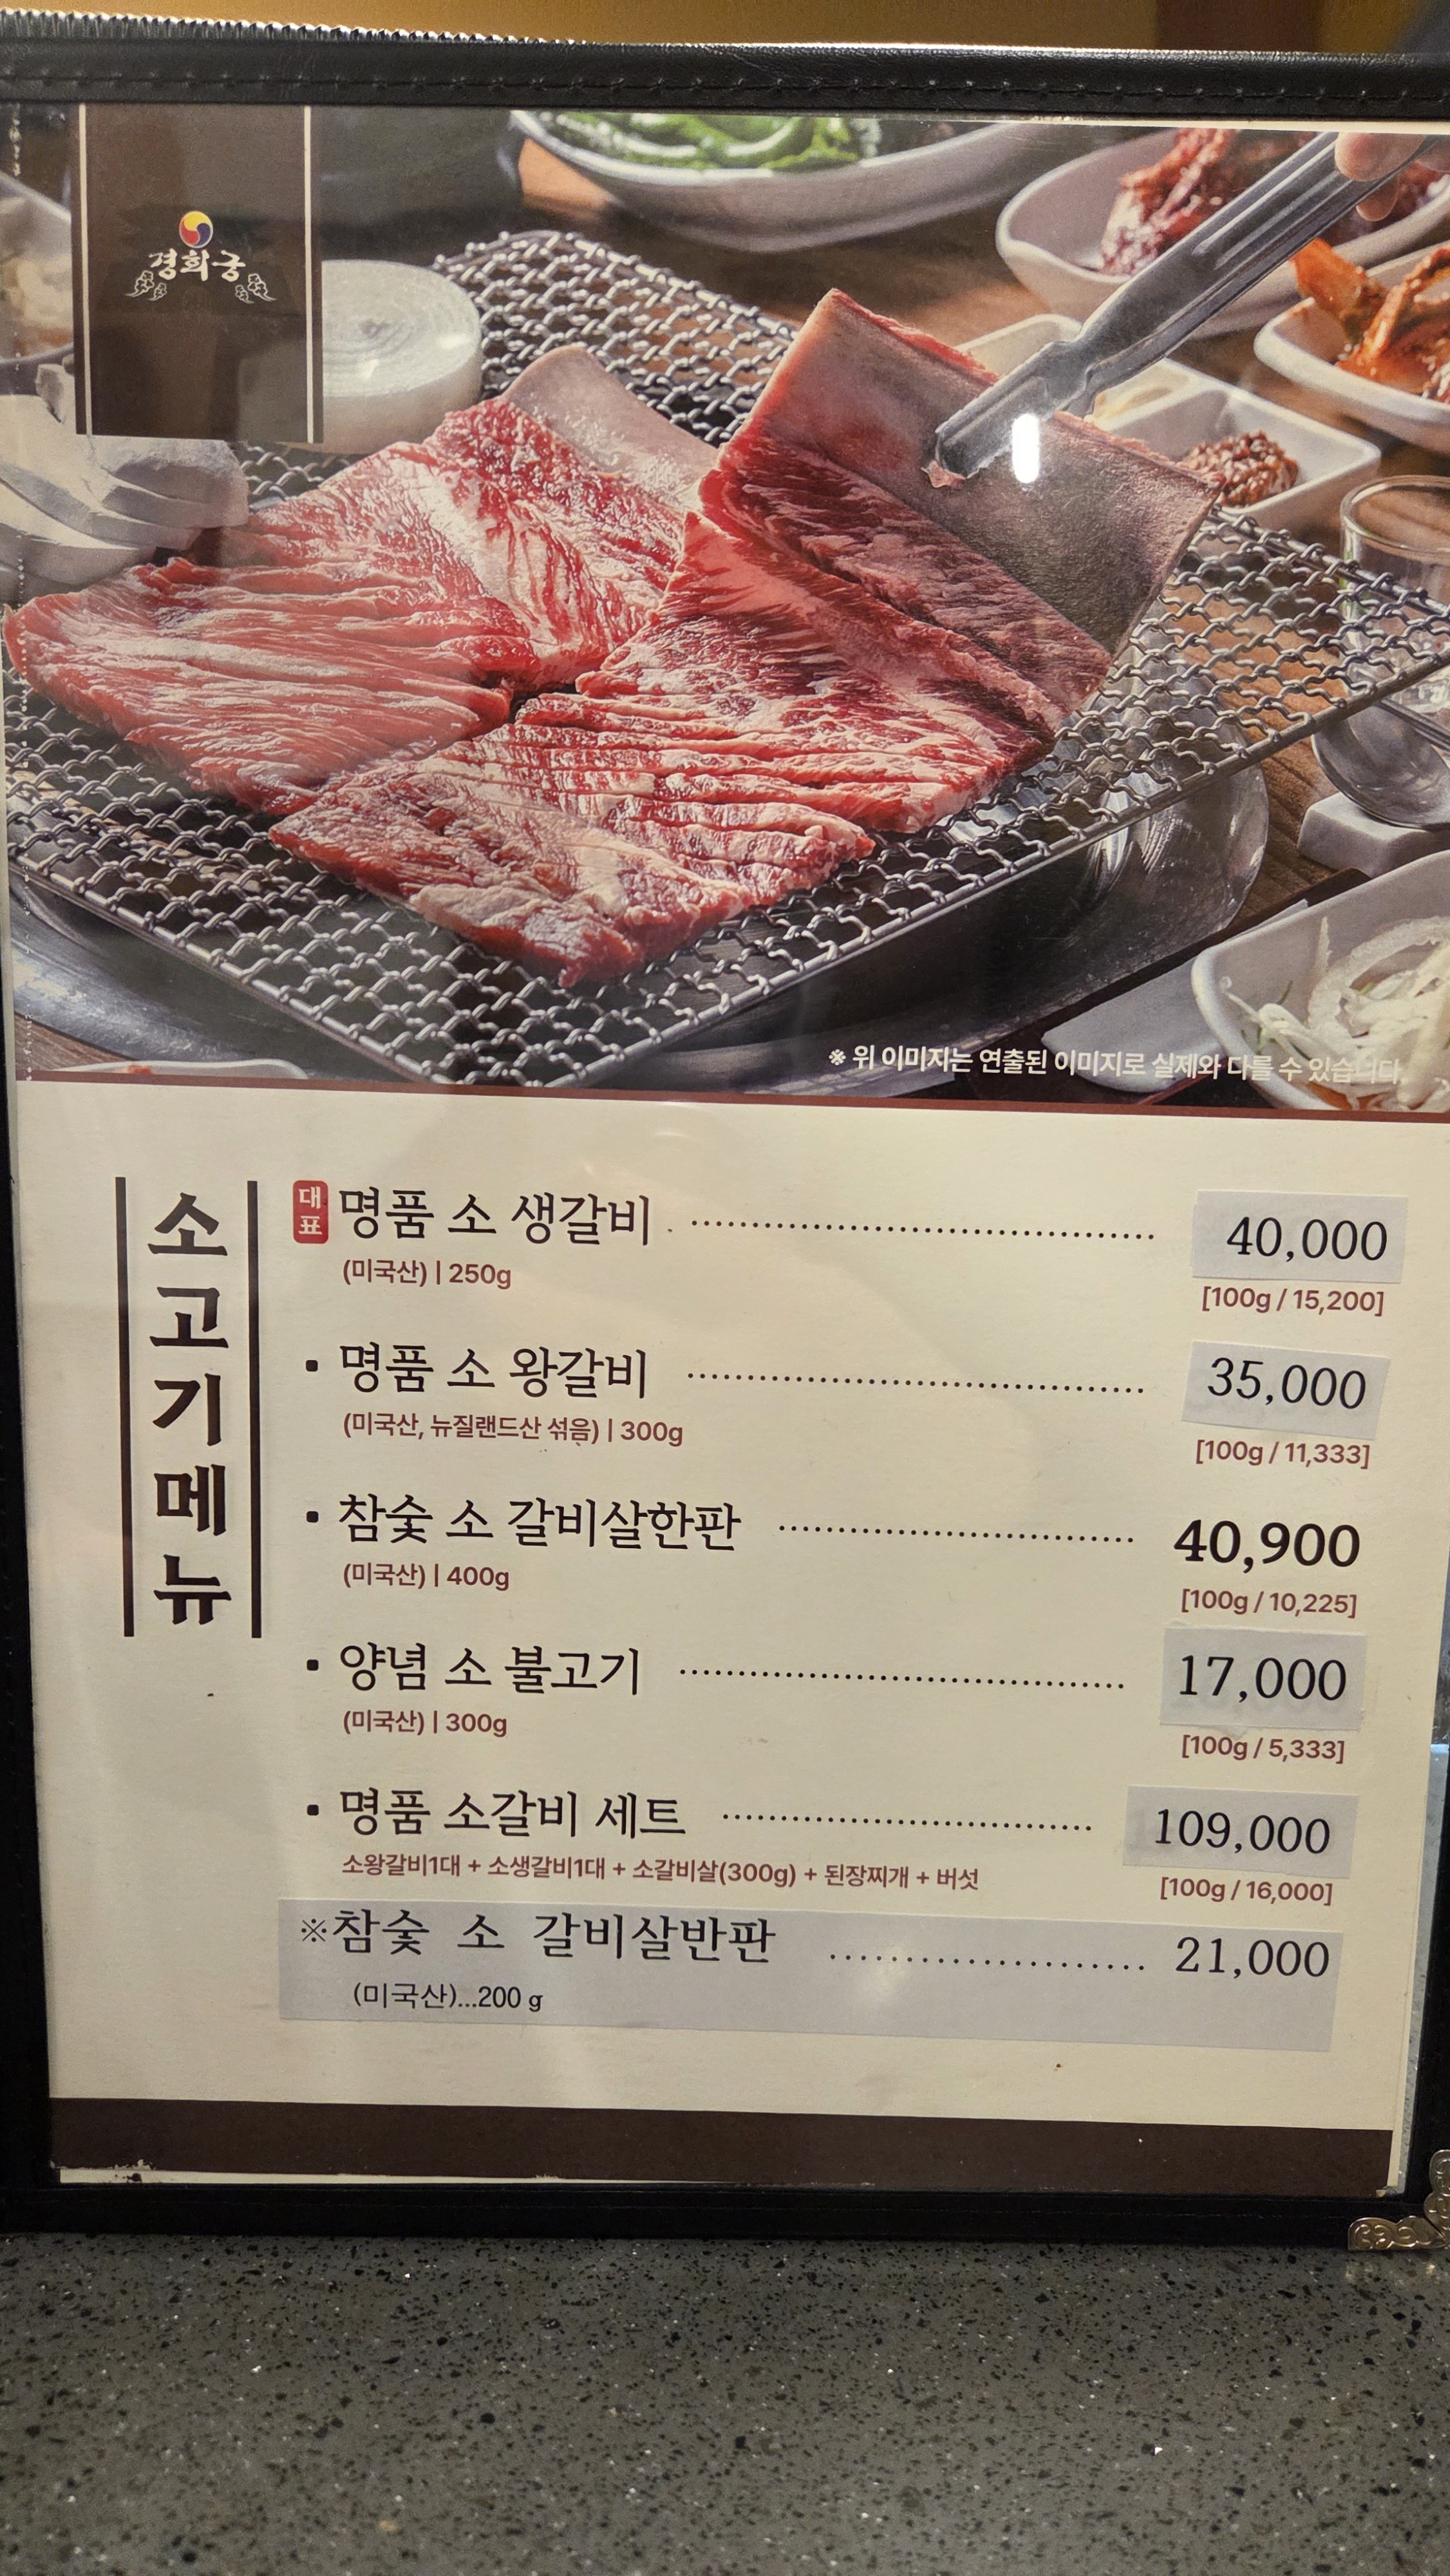 경희궁
※ 위 이미지는 연출된 이미지로 실제와 다를 수 있습니다.
소고기메뉴
대표 명품 소 생갈비 40,000
(미국산) | 250g [100g / 15,200]
▪ 명품 소 왕갈비 35,000
(미국산, 뉴질랜드산 섞음) | 300g [100g / 11,333]
▪ 참숯 소 갈비살한판 40,900
(미국산) | 400g [100g / 10,225]
▪ 양념 소 불고기 17,000
(미국산) | 300g [100g / 5,333]
▪ 명품 소갈비 세트 109,000
소왕갈비1대 + 소생갈비1대 + 소갈비살(300g) + 된장찌개 + 버섯 [100g / 16,000]
※참숯 소 갈비살반판 21,000
(미국산)...200 g